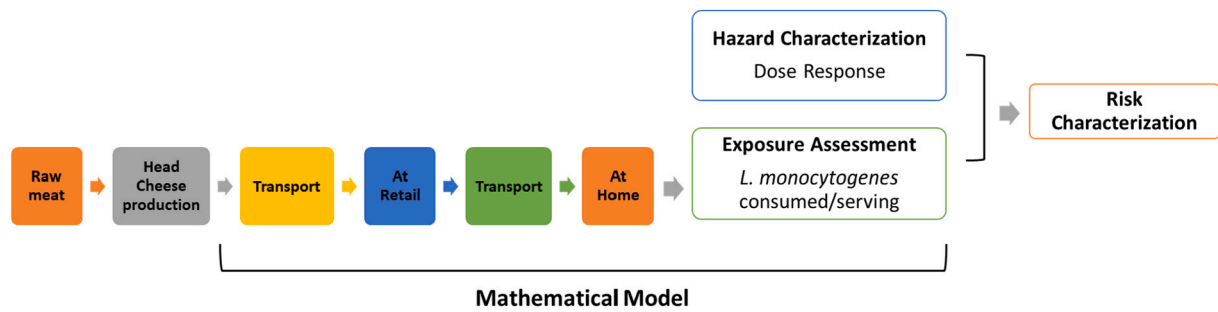 Hazard Characterization
Dose Response
Risk
Characterization
Raw
meat
Head
Cheese
production
Transport
At
Retail
Transport
At
Home
Exposure Assessment
L. monocytogenes
consumed/serving
Mathematical Model